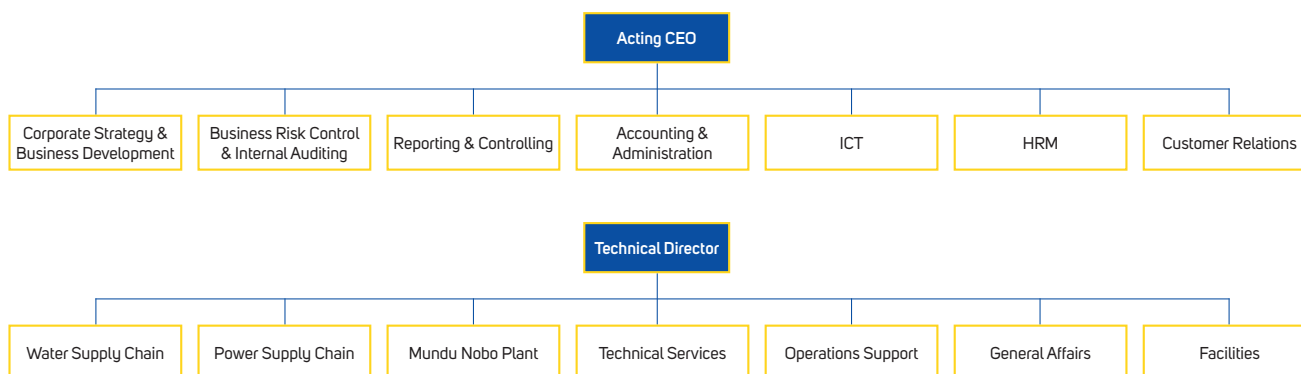 Acting CEO
Corporate Strategy &
Business Development
Business Risk Control
& Internal Auditing
Reporting & Controlling
Accounting &
Administration
ICT
HRM
Customer Relations
Technical Director
Water Supply Chain
Power Supply Chain
Mundu Nobo Plant
Technical Services
Operations Support
General Affairs
Facilities